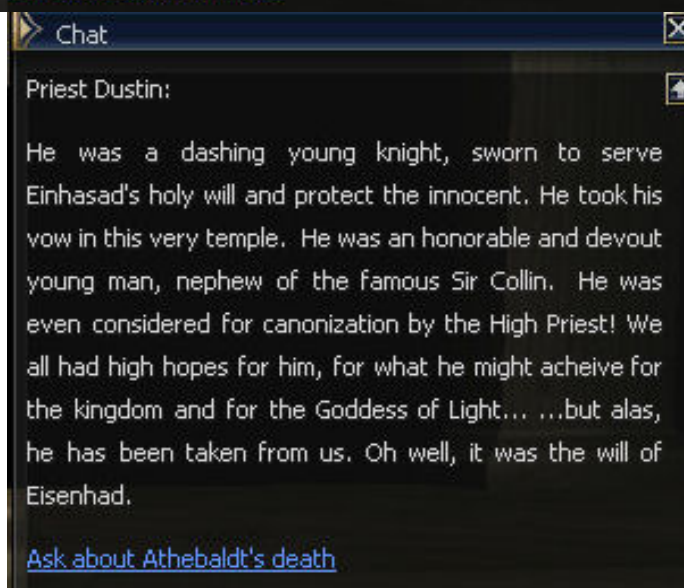 Chat
Priest Dustin:
He was a dashing young knight, sworn to serve
Einhasad's holy will and protect the innocent. He took his
vow in this very temple. He was an honorable and devout
young man, nephew of the famous Sir Collin. He was
even considered for canonization by the High Priest! We
all had high hopes for him, for what he might acheive for
the kingdom and for the Goddess of Light... ...but alas,
he has been taken from us. Oh well, it was the will of
Eisenhad.
Ask about Athebaldt's death